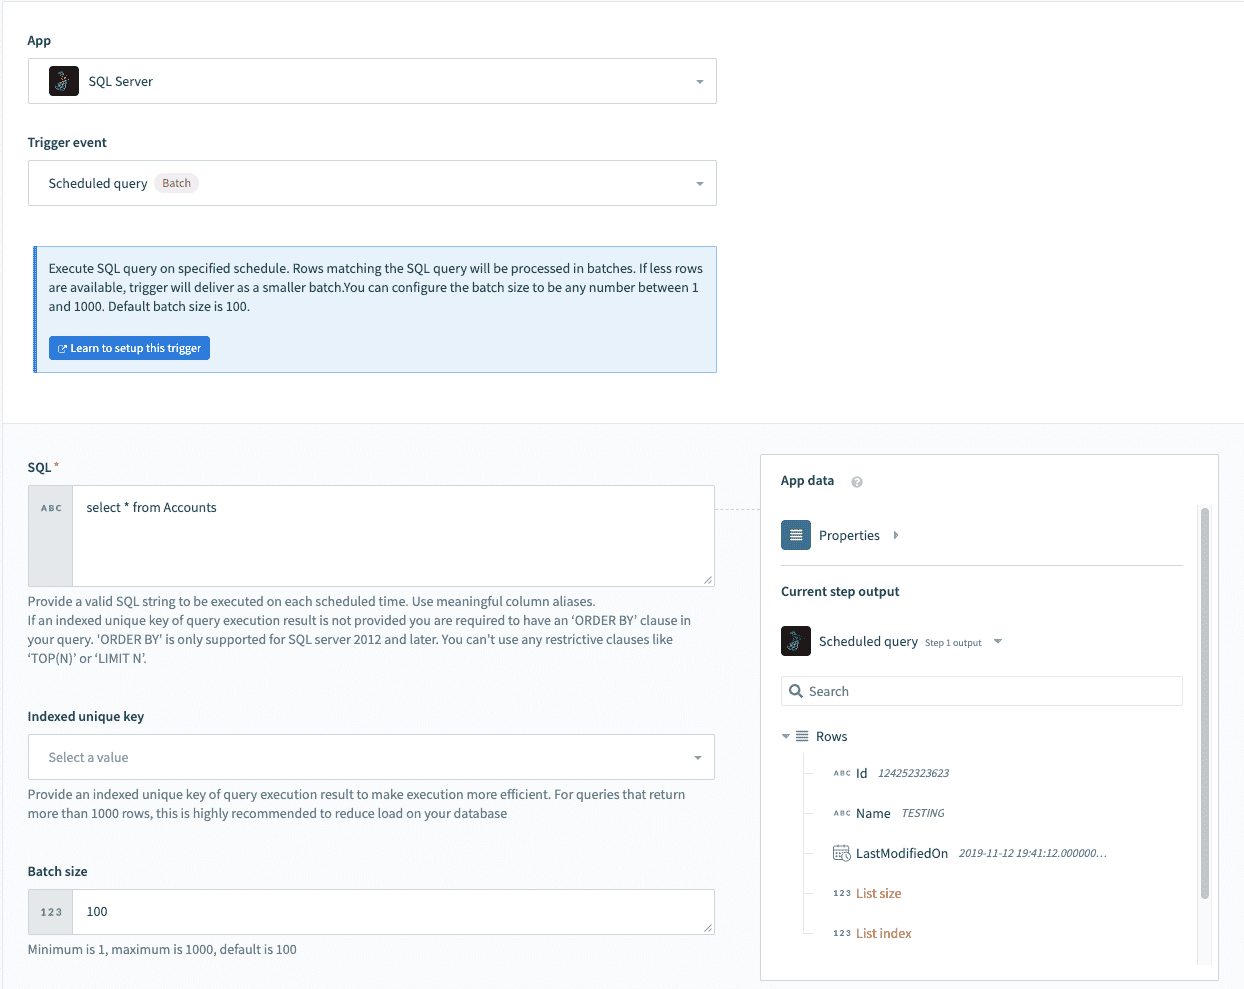 App
SQL Server
Trigger event
Scheduled query Batch
Execute SQL query on specified schedule. Rows matching the SQL query will be processed in batches. If less rows
are available, trigger will deliver as a smaller batch.You can configure the batch size to be any number between 1
and 1000. Default batch size is 100.
Learn to setup this trigger
SQL *
ABC
select * from Accounts
Provide a valid SQL string to be executed on each scheduled time. Use meaningful column aliases.
If an indexed unique key of query execution result is not provided you are required to have an ‘ORDER BY’ clause in
your query. 'ORDER BY' is only supported for SQL server 2012 and later. You can't use any restrictive clauses like
‘TOP(N)’ or ‘LIMIT N’.
Indexed unique key
Select a value
Provide an indexed unique key of query execution result to make execution more efficient. For queries that return
more than 1000 rows, this is highly recommended to reduce load on your database
Batch size
123
100
Minimum is 1, maximum is 1000, default is 100
App data ?
Properties
Current step output
Scheduled query Step 1 output
Search
Rows
ABC Id 124252323623
ABC Name TESTING
LastModifiedOn 2019-11-12 19:41:12.000000...
123 List size
123 List index